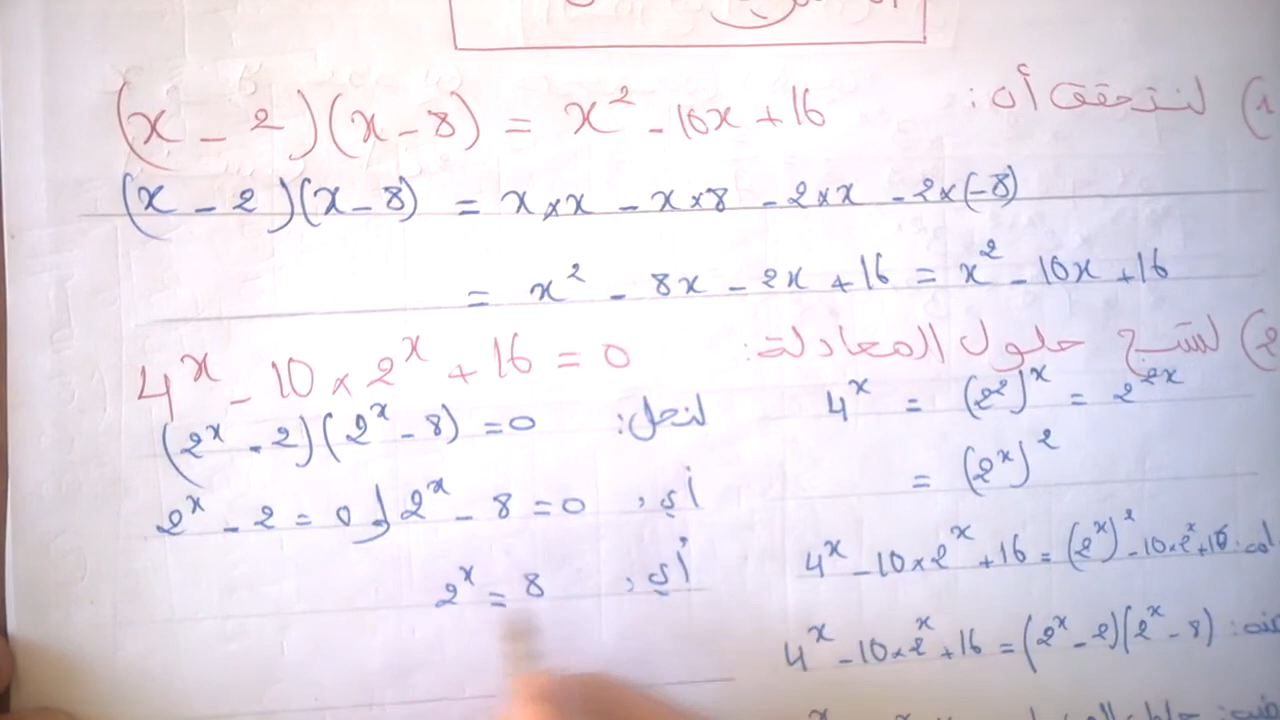 1) لنتحقق أن: (x - 2)(x - 8) = x² - 10x + 16
(x - 2)(x - 8) = x × x - x × 8 - 2 × x - 2 × (-8)
= x² - 8x - 2x + 16 = x² - 10x + 16
2) لنستنتج حلول المعادلة: 4^x - 10 × 2^x + 16 = 0
4^x = (2²)^x = 2^2x
= (2^x)²
4^x - 10 × 2^x + 16 = (2^x)² - 10 × 2^x + 16
4^x - 10 × 2^x + 16 = (2^x - 2)(2^x - 8)
لنحل: (2^x - 2)(2^x - 8) = 0
أي، 2^x - 2 = 0 أو 2^x - 8 = 0
أي، 2^x = 8